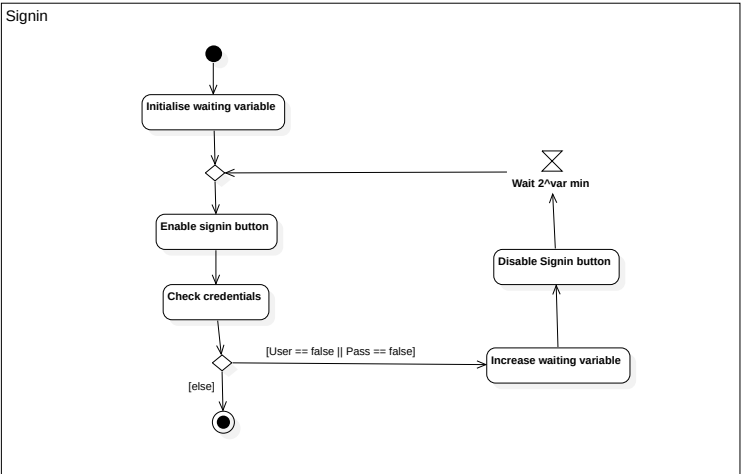 Signin
Initialise waiting variable
Wait 2^var min
Enable signin button
Disable Signin button
Check credentials
[User == false || Pass == false]
Increase waiting variable
[else]